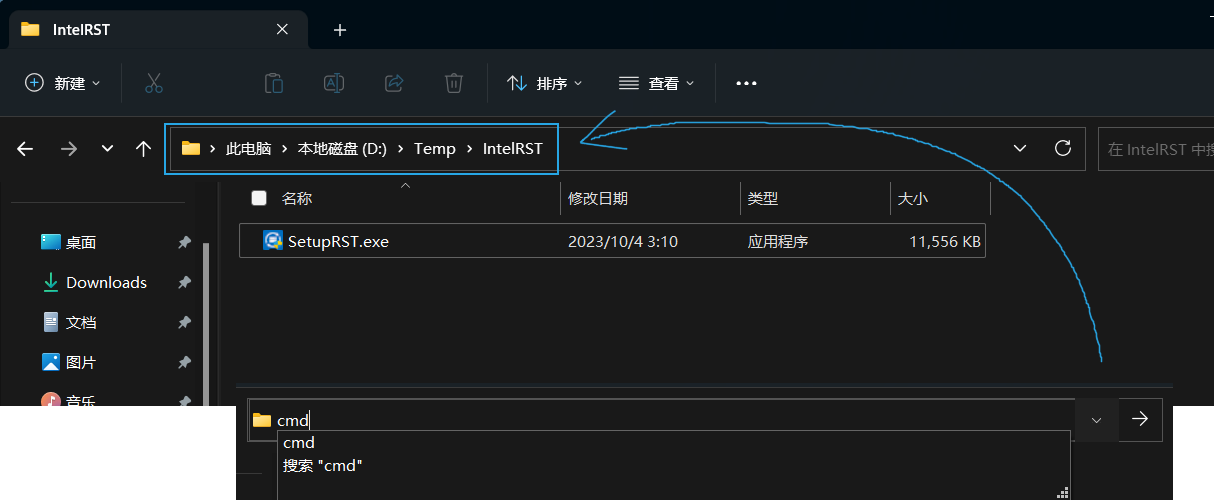 IntelRST
新建 排序 查看
此电脑 本地磁盘 (D:) Temp IntelRST
在 IntelRST 中
名称 修改日期 类型 大小
SetupRST.exe 2023/10/4 3:10 应用程序 11,556 KB
桌面
Downloads
文档
图片
音乐
cmd
cmd
搜索 "cmd"